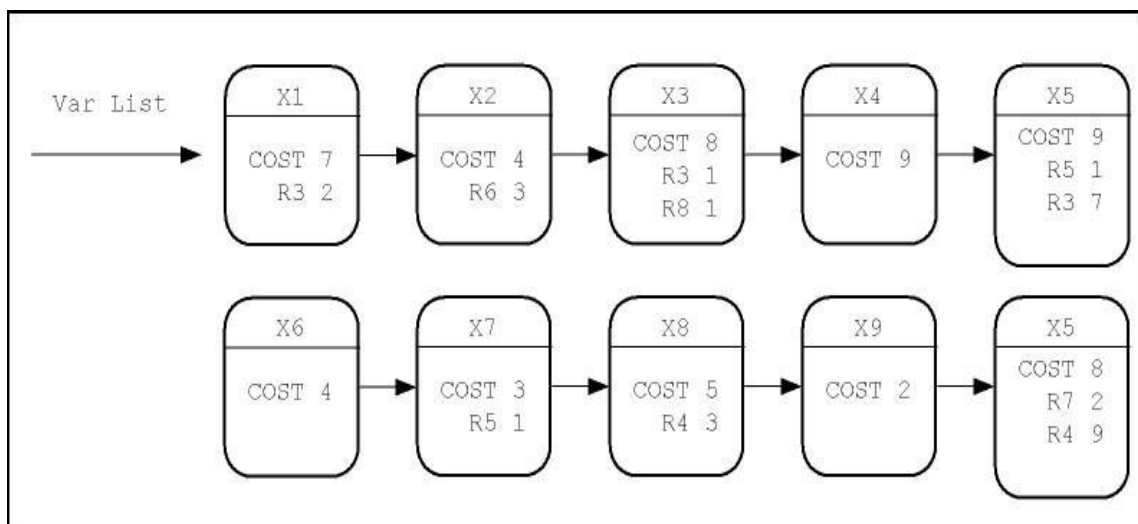 Var List
X1
COST 7
R3 2
X2
COST 4
R6 3
X3
COST 8
R3 1
R8 1
X4
COST 9
X5
COST 9
R5 1
R3 7
X6
COST 4
X7
COST 3
R5 1
X8
COST 5
R4 3
X9
COST 2
X5
COST 8
R7 2
R4 9